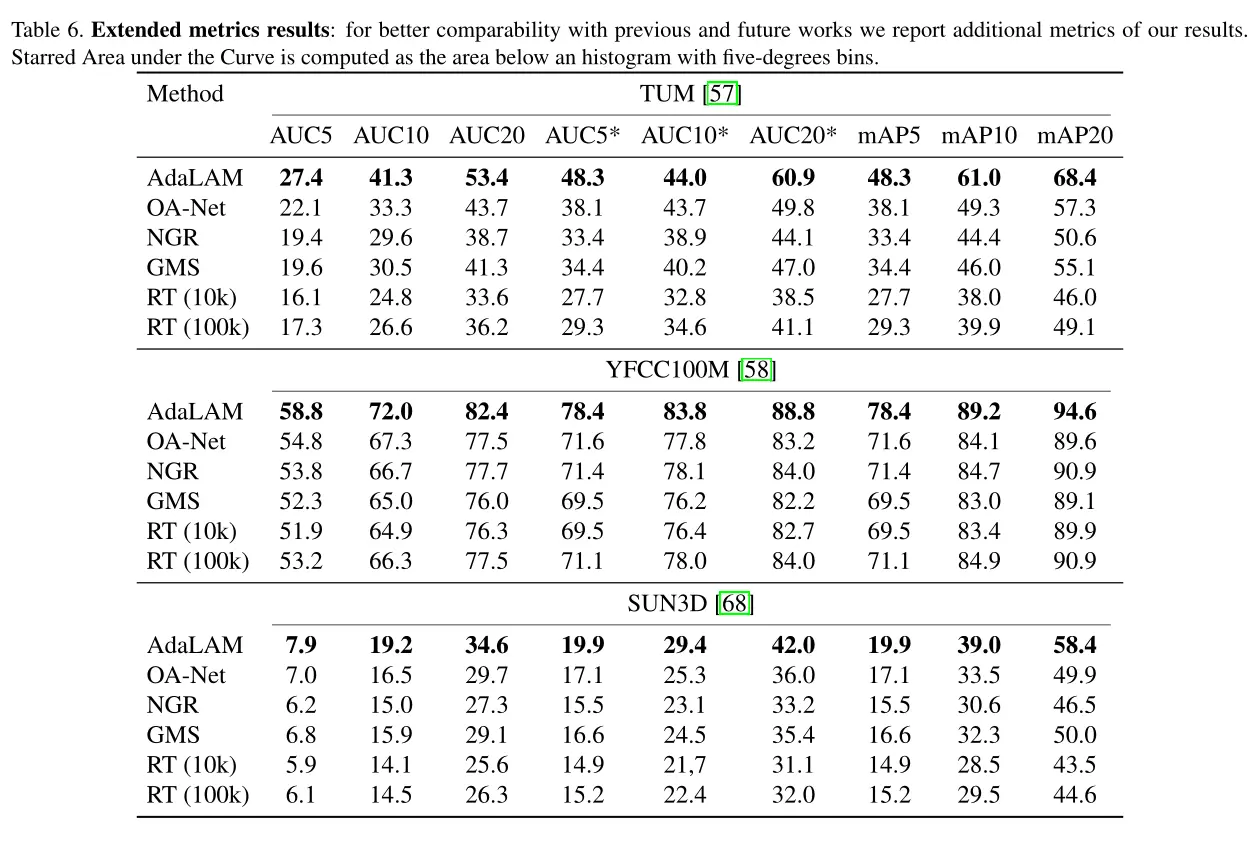 Table 6. Extended metrics results: for better comparability with previous and future works we report additional metrics of our results.
Starred Area under the Curve is computed as the area below an histogram with five-degrees bins.
Method TUM [57]
AUC5 AUC10 AUC20 AUC5* AUC10* AUC20* mAP5 mAP10 mAP20
AdaLAM 27.4 41.3 53.4 48.3 44.0 60.9 48.3 61.0 68.4
OA-Net 22.1 33.3 43.7 38.1 43.7 49.8 38.1 49.3 57.3
NGR 19.4 29.6 38.7 33.4 38.9 44.1 33.4 44.4 50.6
GMS 19.6 30.5 41.3 34.4 40.2 47.0 34.4 46.0 55.1
RT (10k) 16.1 24.8 33.6 27.7 32.8 38.5 27.7 38.0 46.0
RT (100k) 17.3 26.6 36.2 29.3 34.6 41.1 29.3 39.9 49.1
YFCC100M [58]
AdaLAM 58.8 72.0 82.4 78.4 83.8 88.8 78.4 89.2 94.6
OA-Net 54.8 67.3 77.5 71.6 77.8 83.2 71.6 84.1 89.6
NGR 53.8 66.7 77.7 71.4 78.1 84.0 71.4 84.7 90.9
GMS 52.3 65.0 76.0 69.5 76.2 82.2 69.5 83.0 89.1
RT (10k) 51.9 64.9 76.3 69.5 76.4 82.7 69.5 83.4 89.9
RT (100k) 53.2 66.3 77.5 71.1 78.0 84.0 71.1 84.9 90.9
SUN3D [68]
AdaLAM 7.9 19.2 34.6 19.9 29.4 42.0 19.9 39.0 58.4
OA-Net 7.0 16.5 29.7 17.1 25.3 36.0 17.1 33.5 49.9
NGR 6.2 15.0 27.3 15.5 23.1 33.2 15.5 30.6 46.5
GMS 6.8 15.9 29.1 16.6 24.5 35.4 16.6 32.3 50.0
RT (10k) 5.9 14.1 25.6 14.9 21,7 31.1 14.9 28.5 43.5
RT (100k) 6.1 14.5 26.3 15.2 22.4 32.0 15.2 29.5 44.6